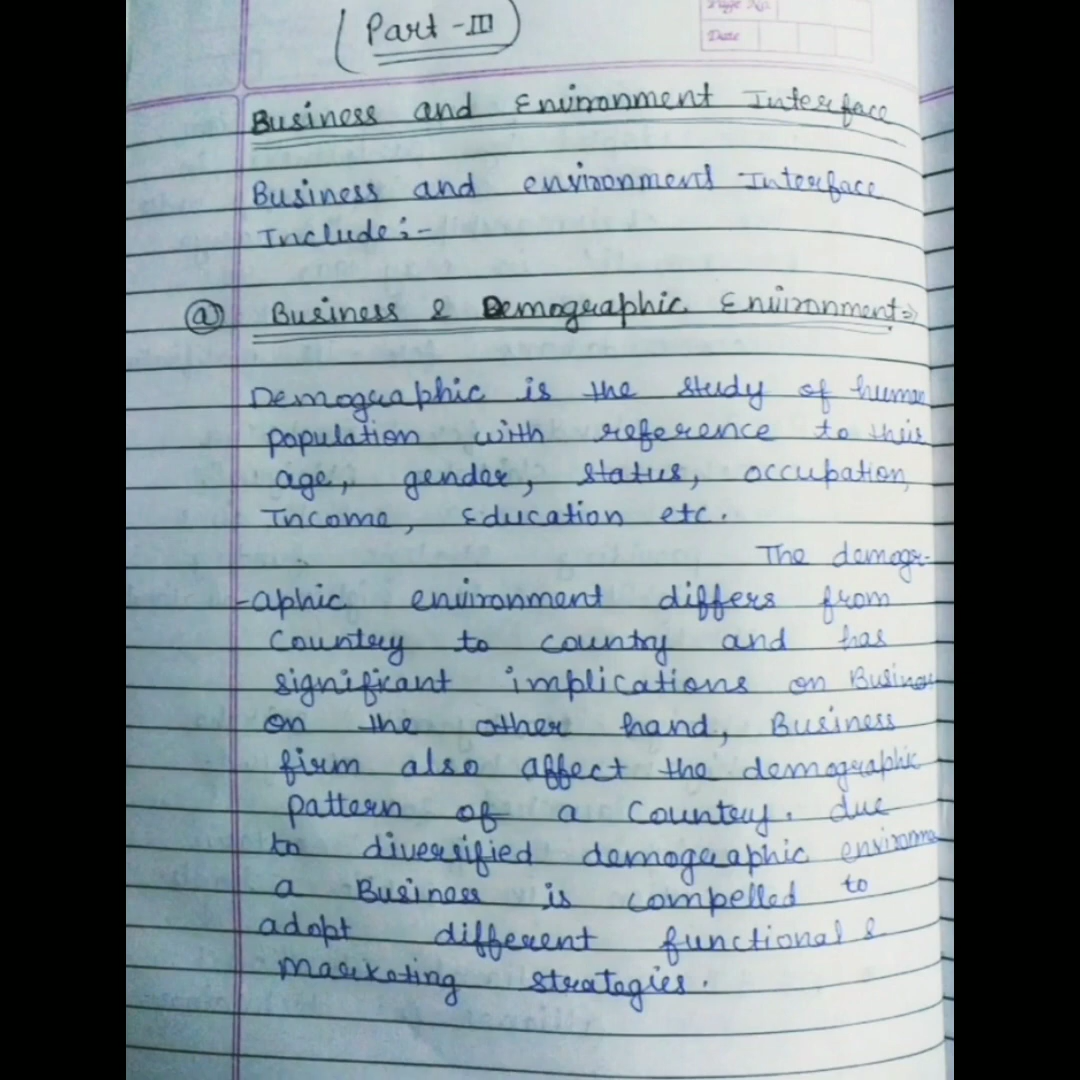 Part - III
Page No.
Date
Business and Environment Interface
Business and environment Interface
Include :-
(a) Business & Demographic Environment ⇒
Demographic is the study of human
population with reference to their
age, gender, status, occupation,
Income, Education etc.
The demogr-
-aphic environment differs from
Country to country and has
significant implications on
on the other hand, Business
firm also affect the demographic
pattern of a Country. due
to diversified demographic
a Business is compelled to
adopt different functional &
Marketing strategies.